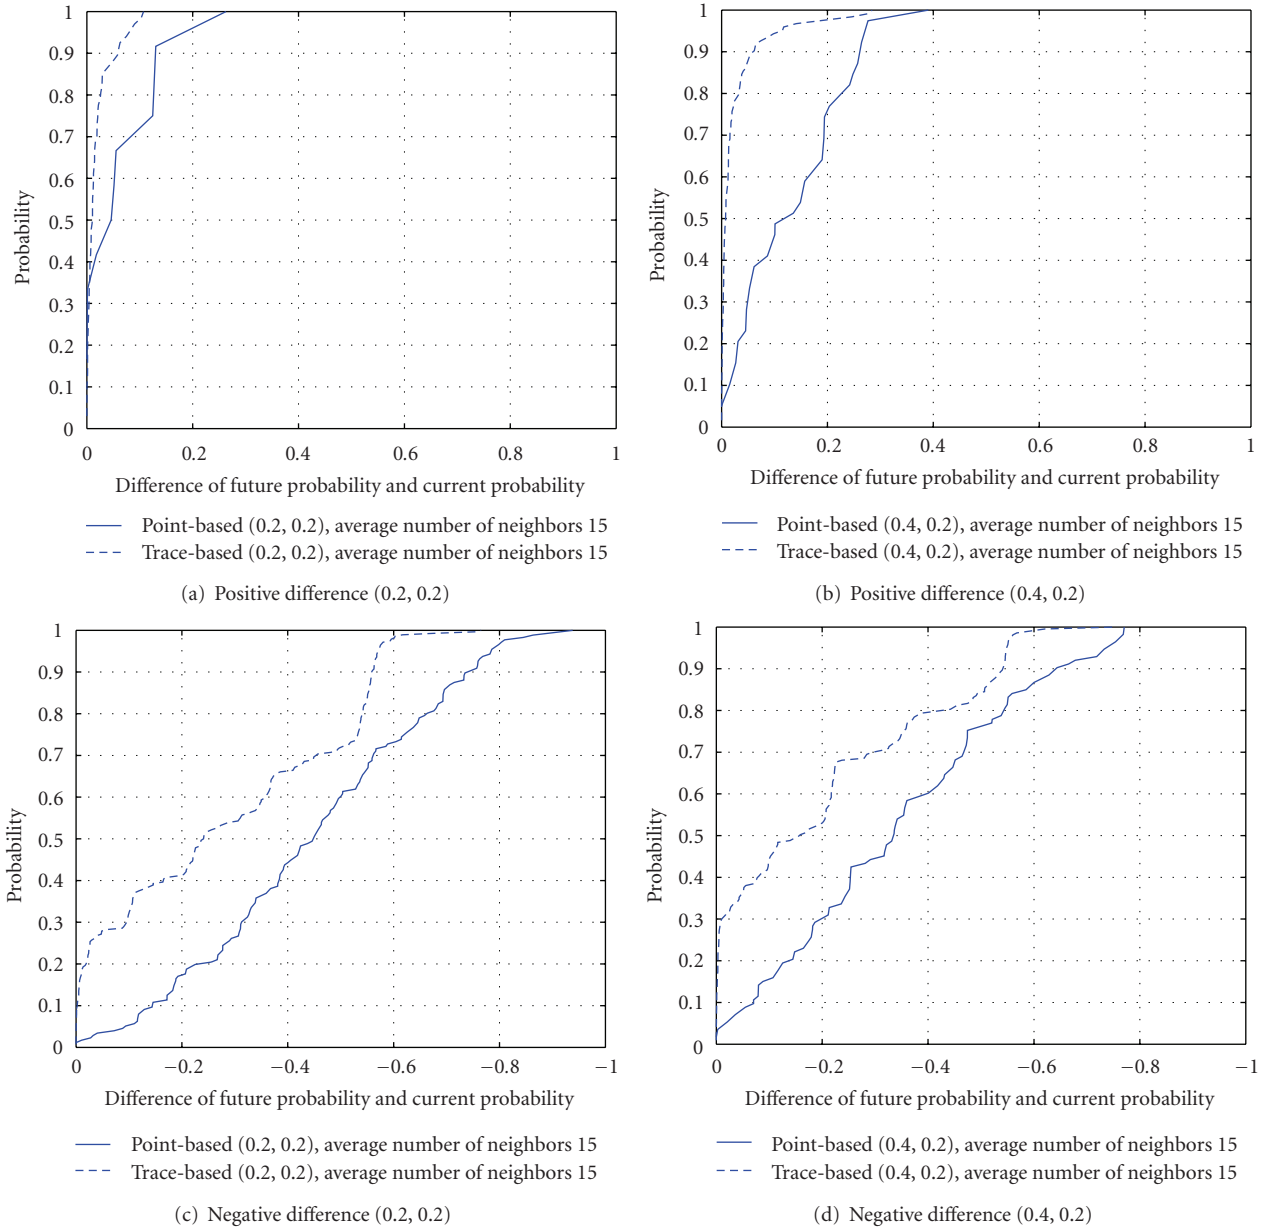 1
0.9
0.8
0.7
0.6
0.5
0.4
0.3
0.2
0.1
0
Probability
0 0.2 0.4 0.6 0.8 1
Difference of future probability and current probability
Point-based (0.2, 0.2), average number of neighbors 15
Trace-based (0.2, 0.2), average number of neighbors 15
(a) Positive difference (0.2, 0.2)
1
0.9
0.8
0.7
0.6
0.5
0.4
0.3
0.2
0.1
0
Probability
0 0.2 0.4 0.6 0.8 1
Difference of future probability and current probability
Point-based (0.4, 0.2), average number of neighbors 15
Trace-based (0.4, 0.2), average number of neighbors 15
(b) Positive difference (0.4, 0.2)
1
0.9
0.8
0.7
0.6
0.5
0.4
0.3
0.2
0.1
0
Probability
0 −0.2 −0.4 −0.6 −0.8 −1
Difference of future probability and current probability
Point-based (0.2, 0.2), average number of neighbors 15
Trace-based (0.2, 0.2), average number of neighbors 15
(c) Negative difference (0.2, 0.2)
1
0.9
0.8
0.7
0.6
0.5
0.4
0.3
0.2
0.1
0
Probability
0 −0.2 −0.4 −0.6 −0.8 −1
Difference of future probability and current probability
Point-based (0.4, 0.2), average number of neighbors 15
Trace-based (0.4, 0.2), average number of neighbors 15
(d) Negative difference (0.4, 0.2)